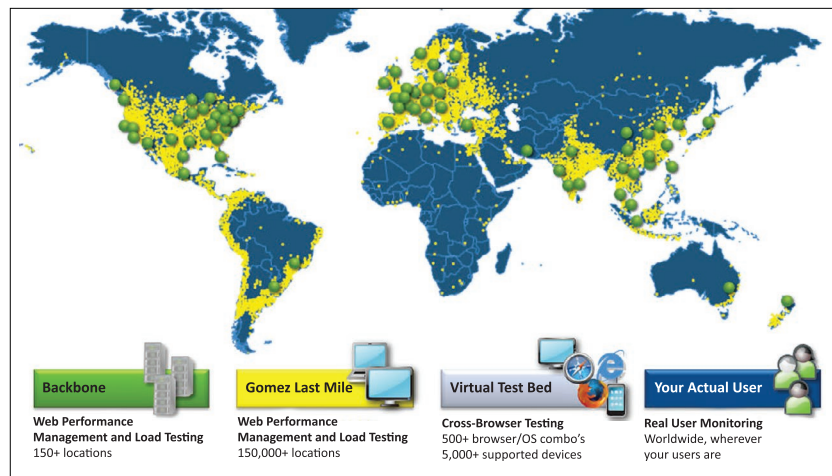 Backbone
Web Performance
Management and Load Testing
150+ locations
Gomez Last Mile
Web Performance
Management and Load Testing
150,000+ locations
Virtual Test Bed
Cross-Browser Testing
500+ browser/OS combo's
5,000+ supported devices
Your Actual User
Real User Monitoring
Worldwide, wherever
your users are